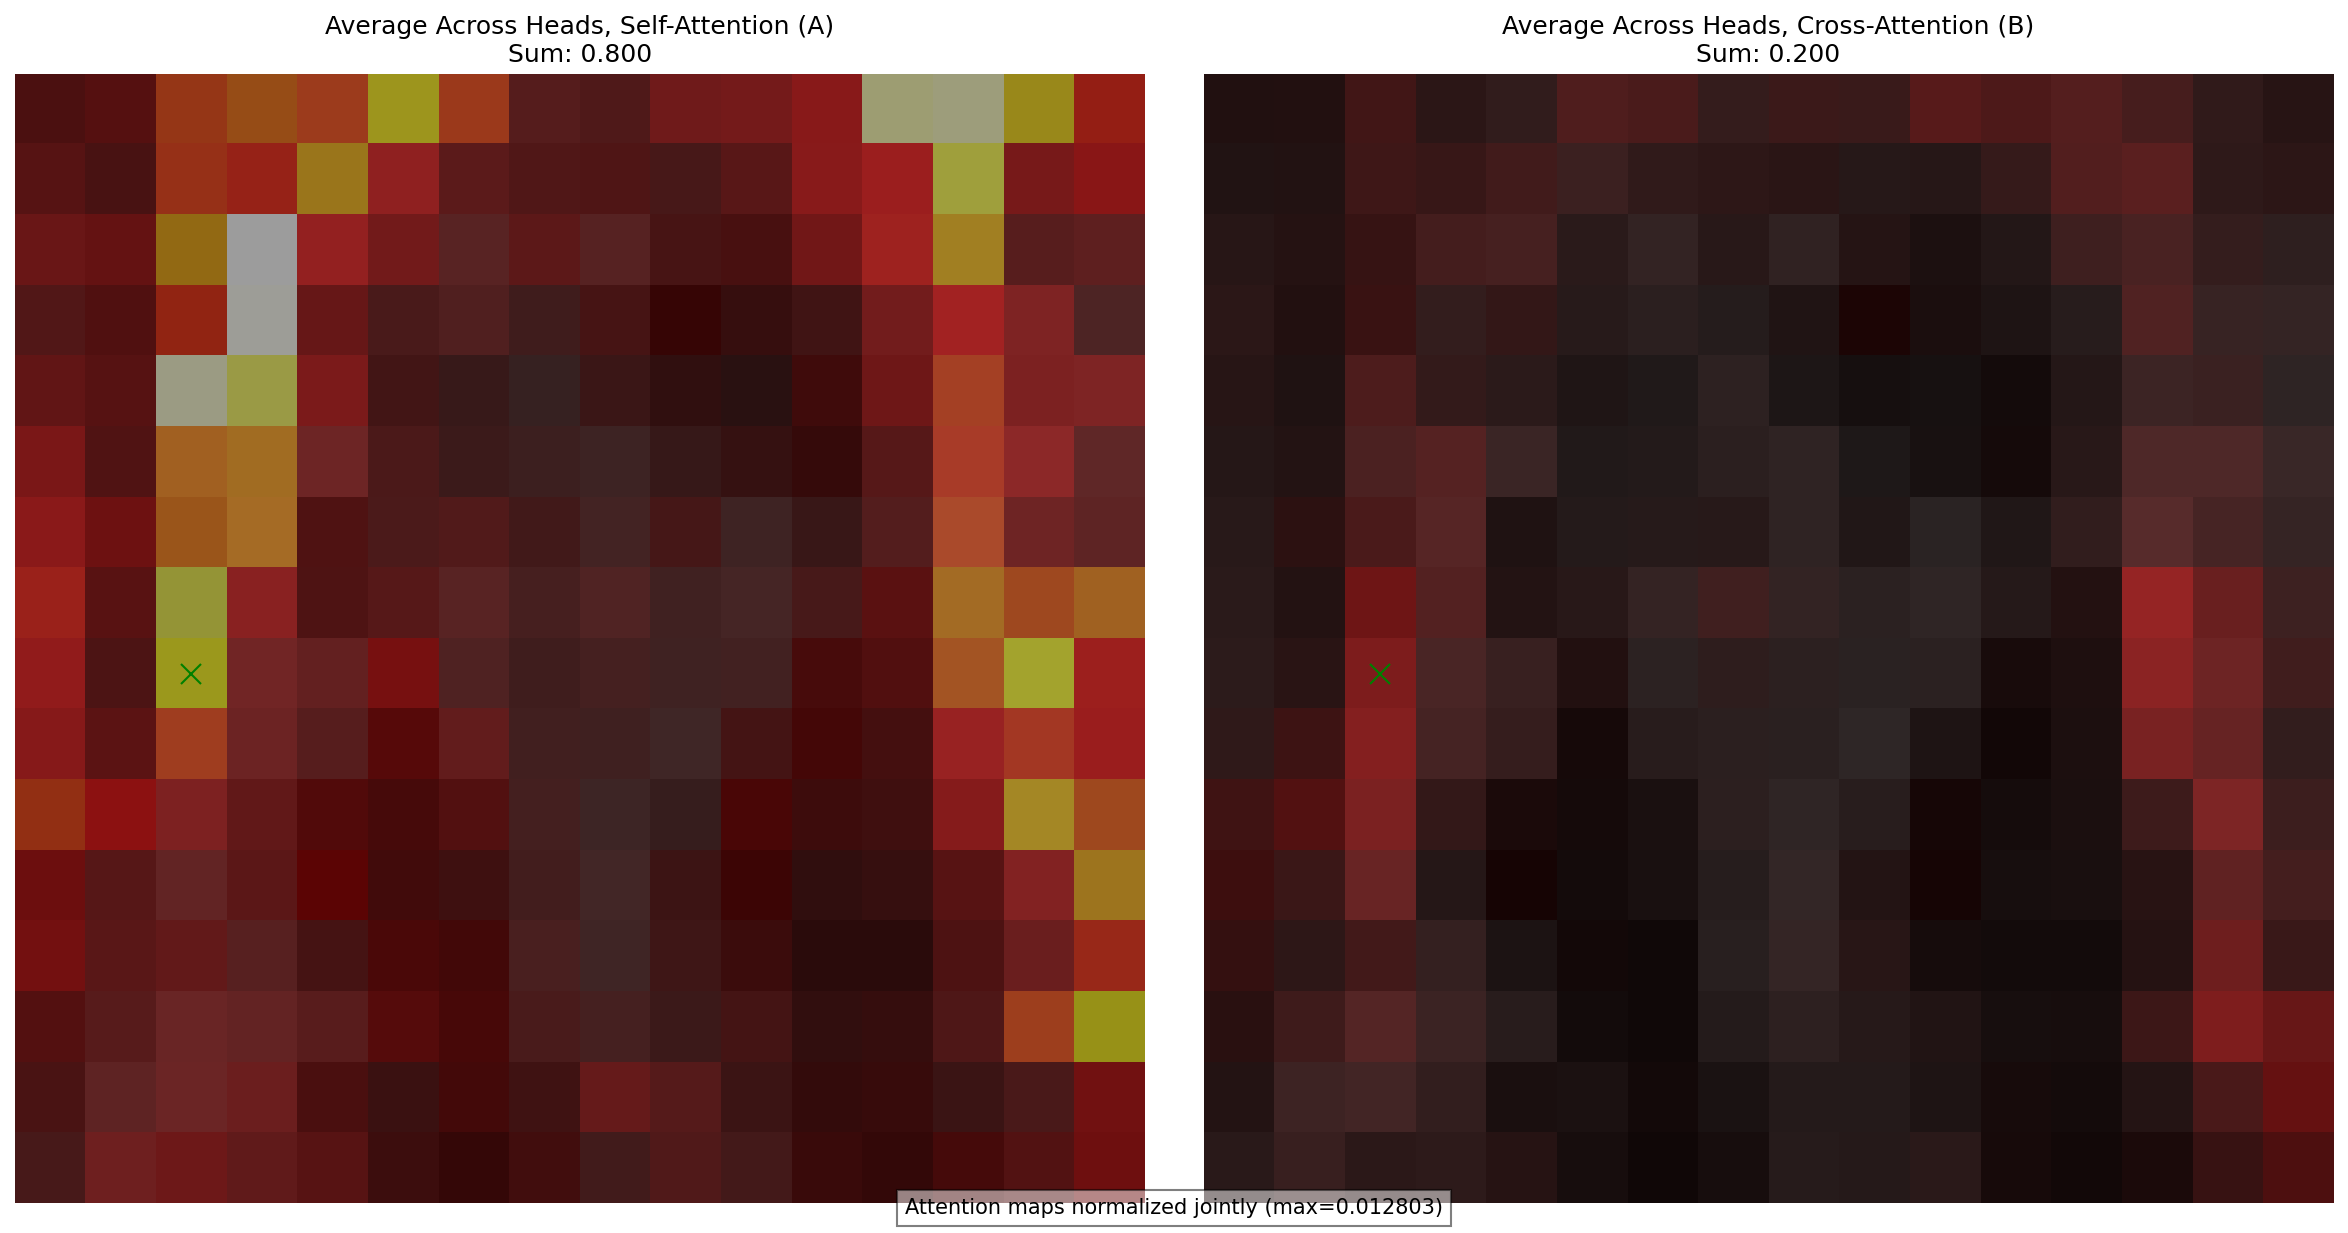 Average Across Heads, Self-Attention (A)
Sum: 0.800
Average Across Heads, Cross-Attention (B)
Sum: 0.200
Attention maps normalized jointly (max=0.012803)